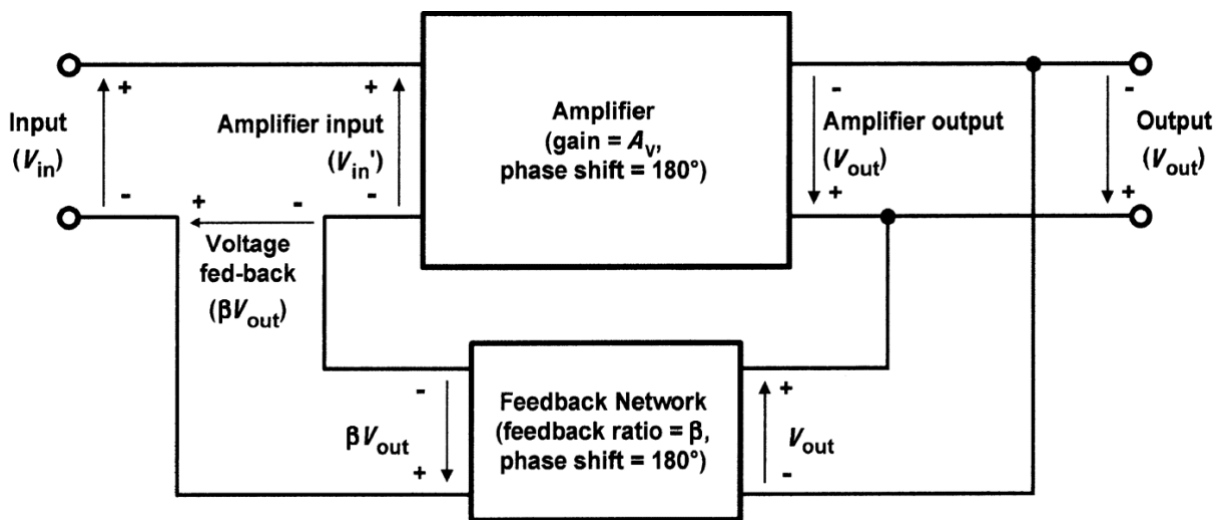 +
+
Input
(Vin)
Amplifier input
(Vin')
-
-
+
-
Voltage
fed-back
(βVout)
Amplifier
(gain = AV,
phase shift = 180°)
-
Amplifier output
(Vout)
+
-
Output
(Vout)
+
-
βVout
+
Feedback Network
(feedback ratio = β,
phase shift = 180°)
+
Vout
-